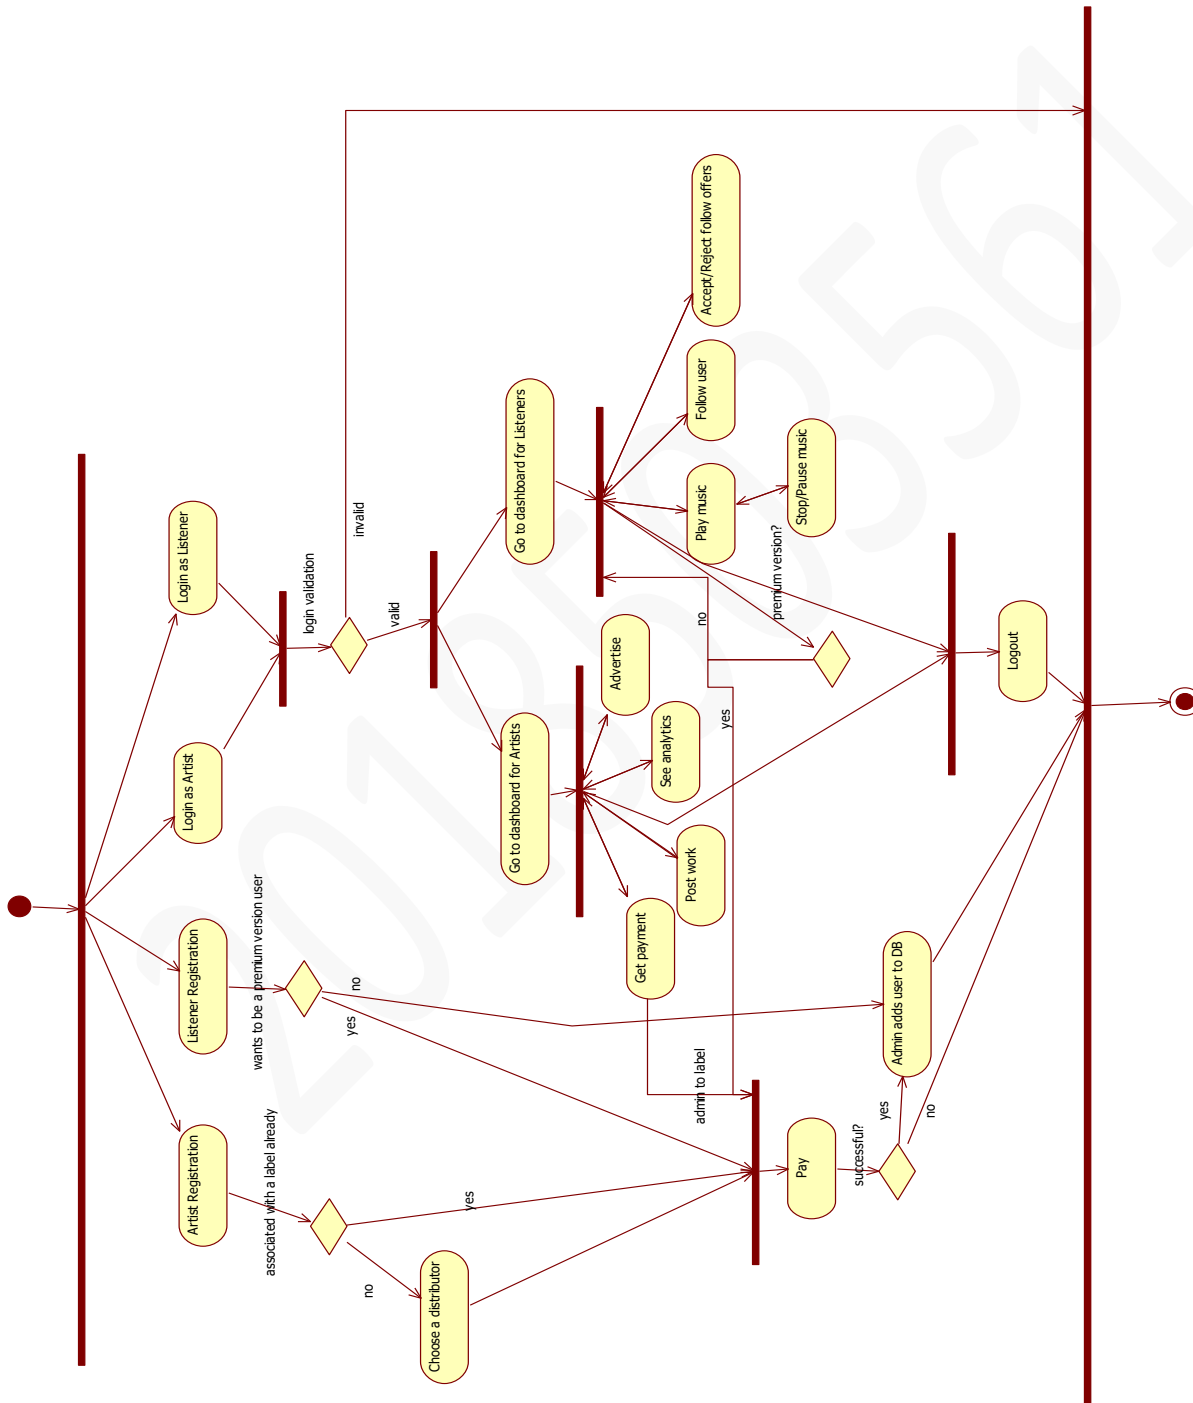 Artist Registration
Listener Registration
Login as Artist
Login as Listener
associated with a label already
wants to be a premium version user
login validation
no
yes
no
invalid
valid
Choose a distributor
yes
Go to dashboard for Artists
Go to dashboard for Listeners
Get payment
Post work
See analytics
Advertise
admin to label
yes
no
Play music
Follow user
Accept/Reject follow offers
premium version?
Stop/Pause music
Pay
successful?
yes
no
Admin adds user to DB
Logout
2018503561